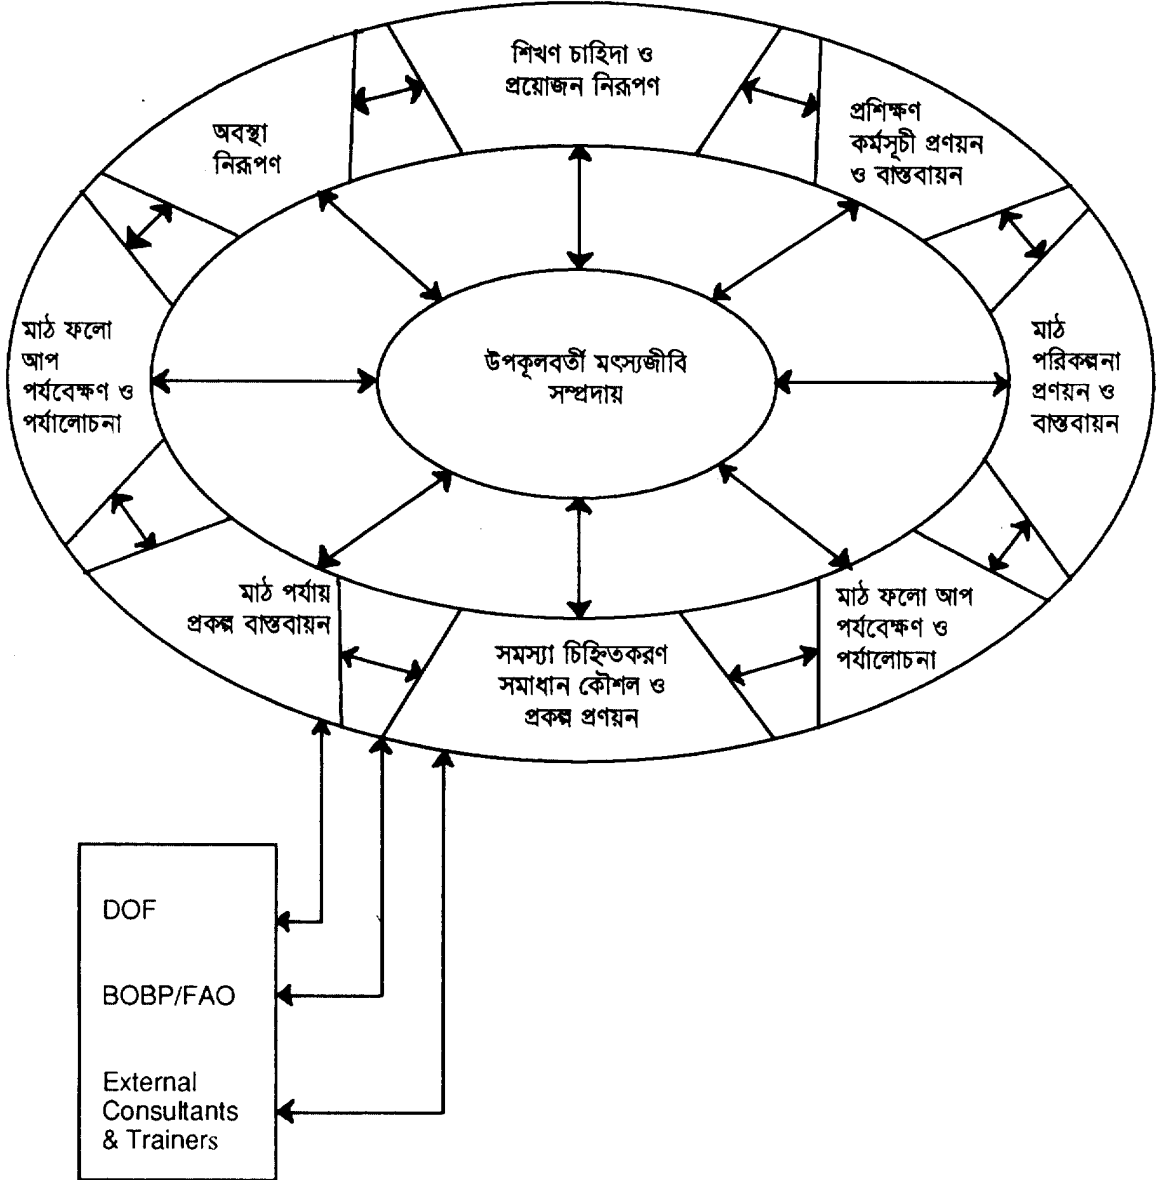 শিখণ চাহিদা ও
প্রয়োজন নিরূপণ
প্রশিক্ষণ
কর্মসূচী প্রণয়ন
ও বাস্তবায়ন
অবস্থা
নিরূপণ
মাঠ ফলো
আপ
পর্যবেক্ষণ ও
পর্যালোচনা
উপকূলবর্তী মৎস্যজীবি
সম্প্রদায়
মাঠ
পরিকল্পনা
প্রণয়ন ও
বাস্তবায়ন
মাঠ পর্যায়
প্রকল্প বাস্তবায়ন
সমস্যা চিহ্নিতকরণ
সমাধান কৌশল ও
প্রকল্প প্রণয়ন
মাঠ ফলো আপ
পর্যবেক্ষণ ও
পর্যালোচনা
DOF
BOBP/FAO
External
Consultants
& Trainers